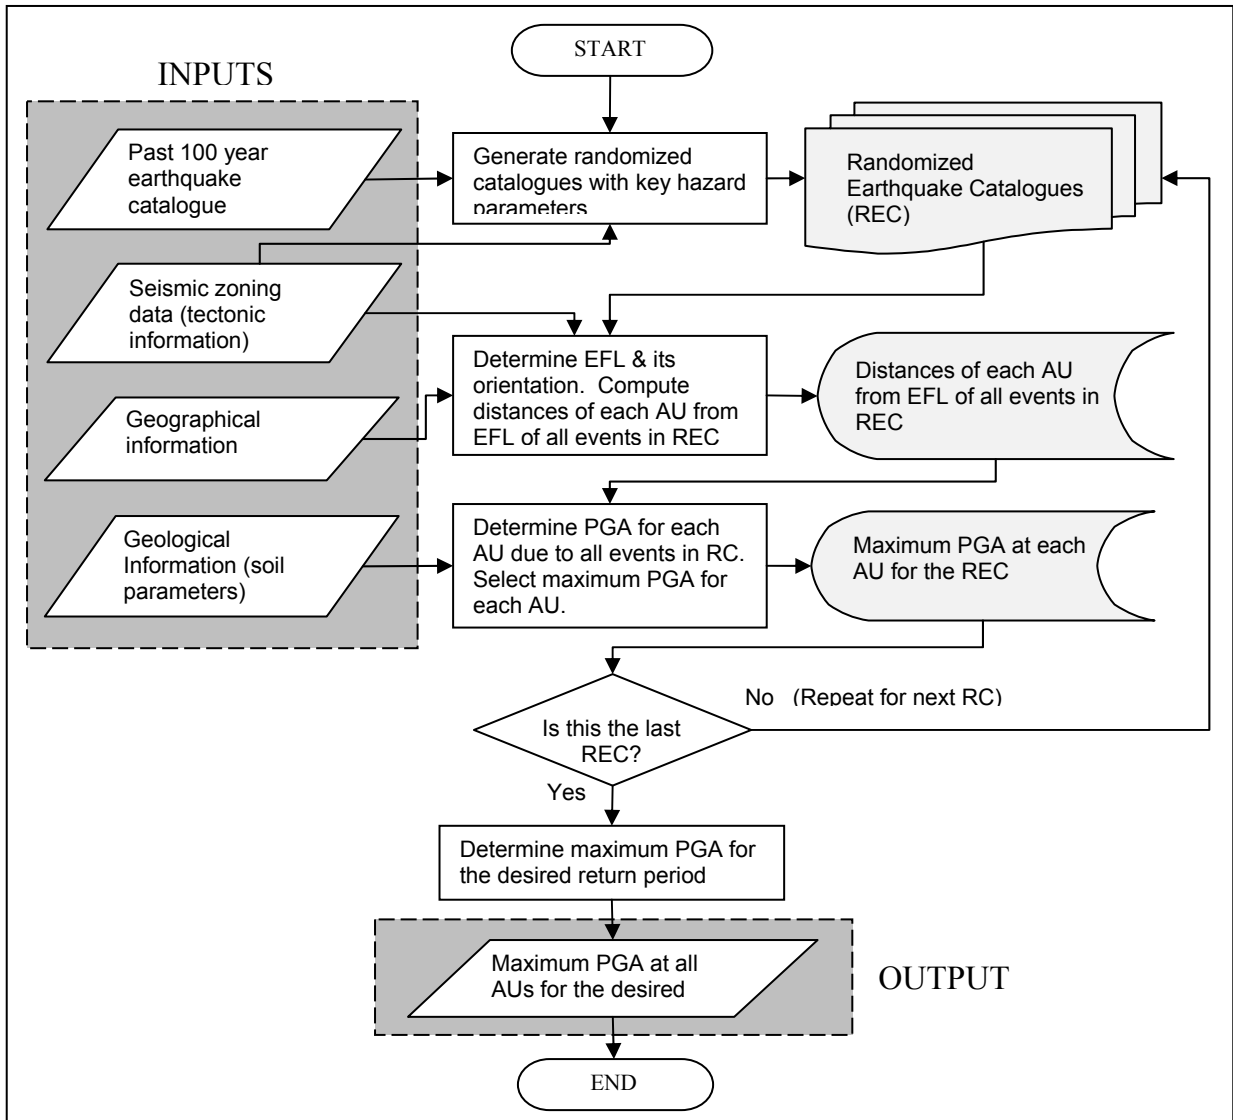 START
INPUTS
Past 100 year
earthquake
catalogue
Generate randomized
catalogues with key hazard
parameters
Randomized
Earthquake Catalogues
(REC)
Seismic zoning
data (tectonic
information)
Determine EFL & its
orientation. Compute
distances of each AU from
EFL of all events in REC
Distances of each AU
from EFL of all events in
REC
Geographical
information
Geological
Information (soil
parameters)
Determine PGA for each
AU due to all events in RC.
Select maximum PGA for
each AU.
Maximum PGA at each
AU for the REC
No (Repeat for next RC)
Is this the last
REC?
Yes
Determine maximum PGA for
the desired return period
Maximum PGA at all
AUs for the desired
OUTPUT
END